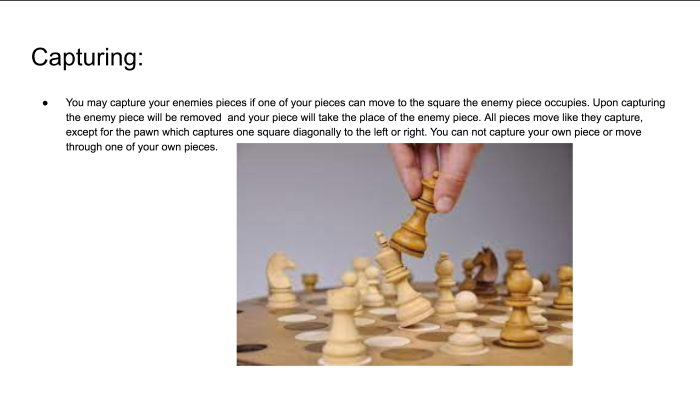 Capturing:
● You may capture your enemies pieces if one of your pieces can move to the square the enemy piece occupies. Upon capturing
the enemy piece will be removed  and your piece will take the place of the enemy piece. All pieces move like they capture,
except for the pawn which captures one square diagonally to the left or right. You can not capture your own piece or move
through one of your own pieces.